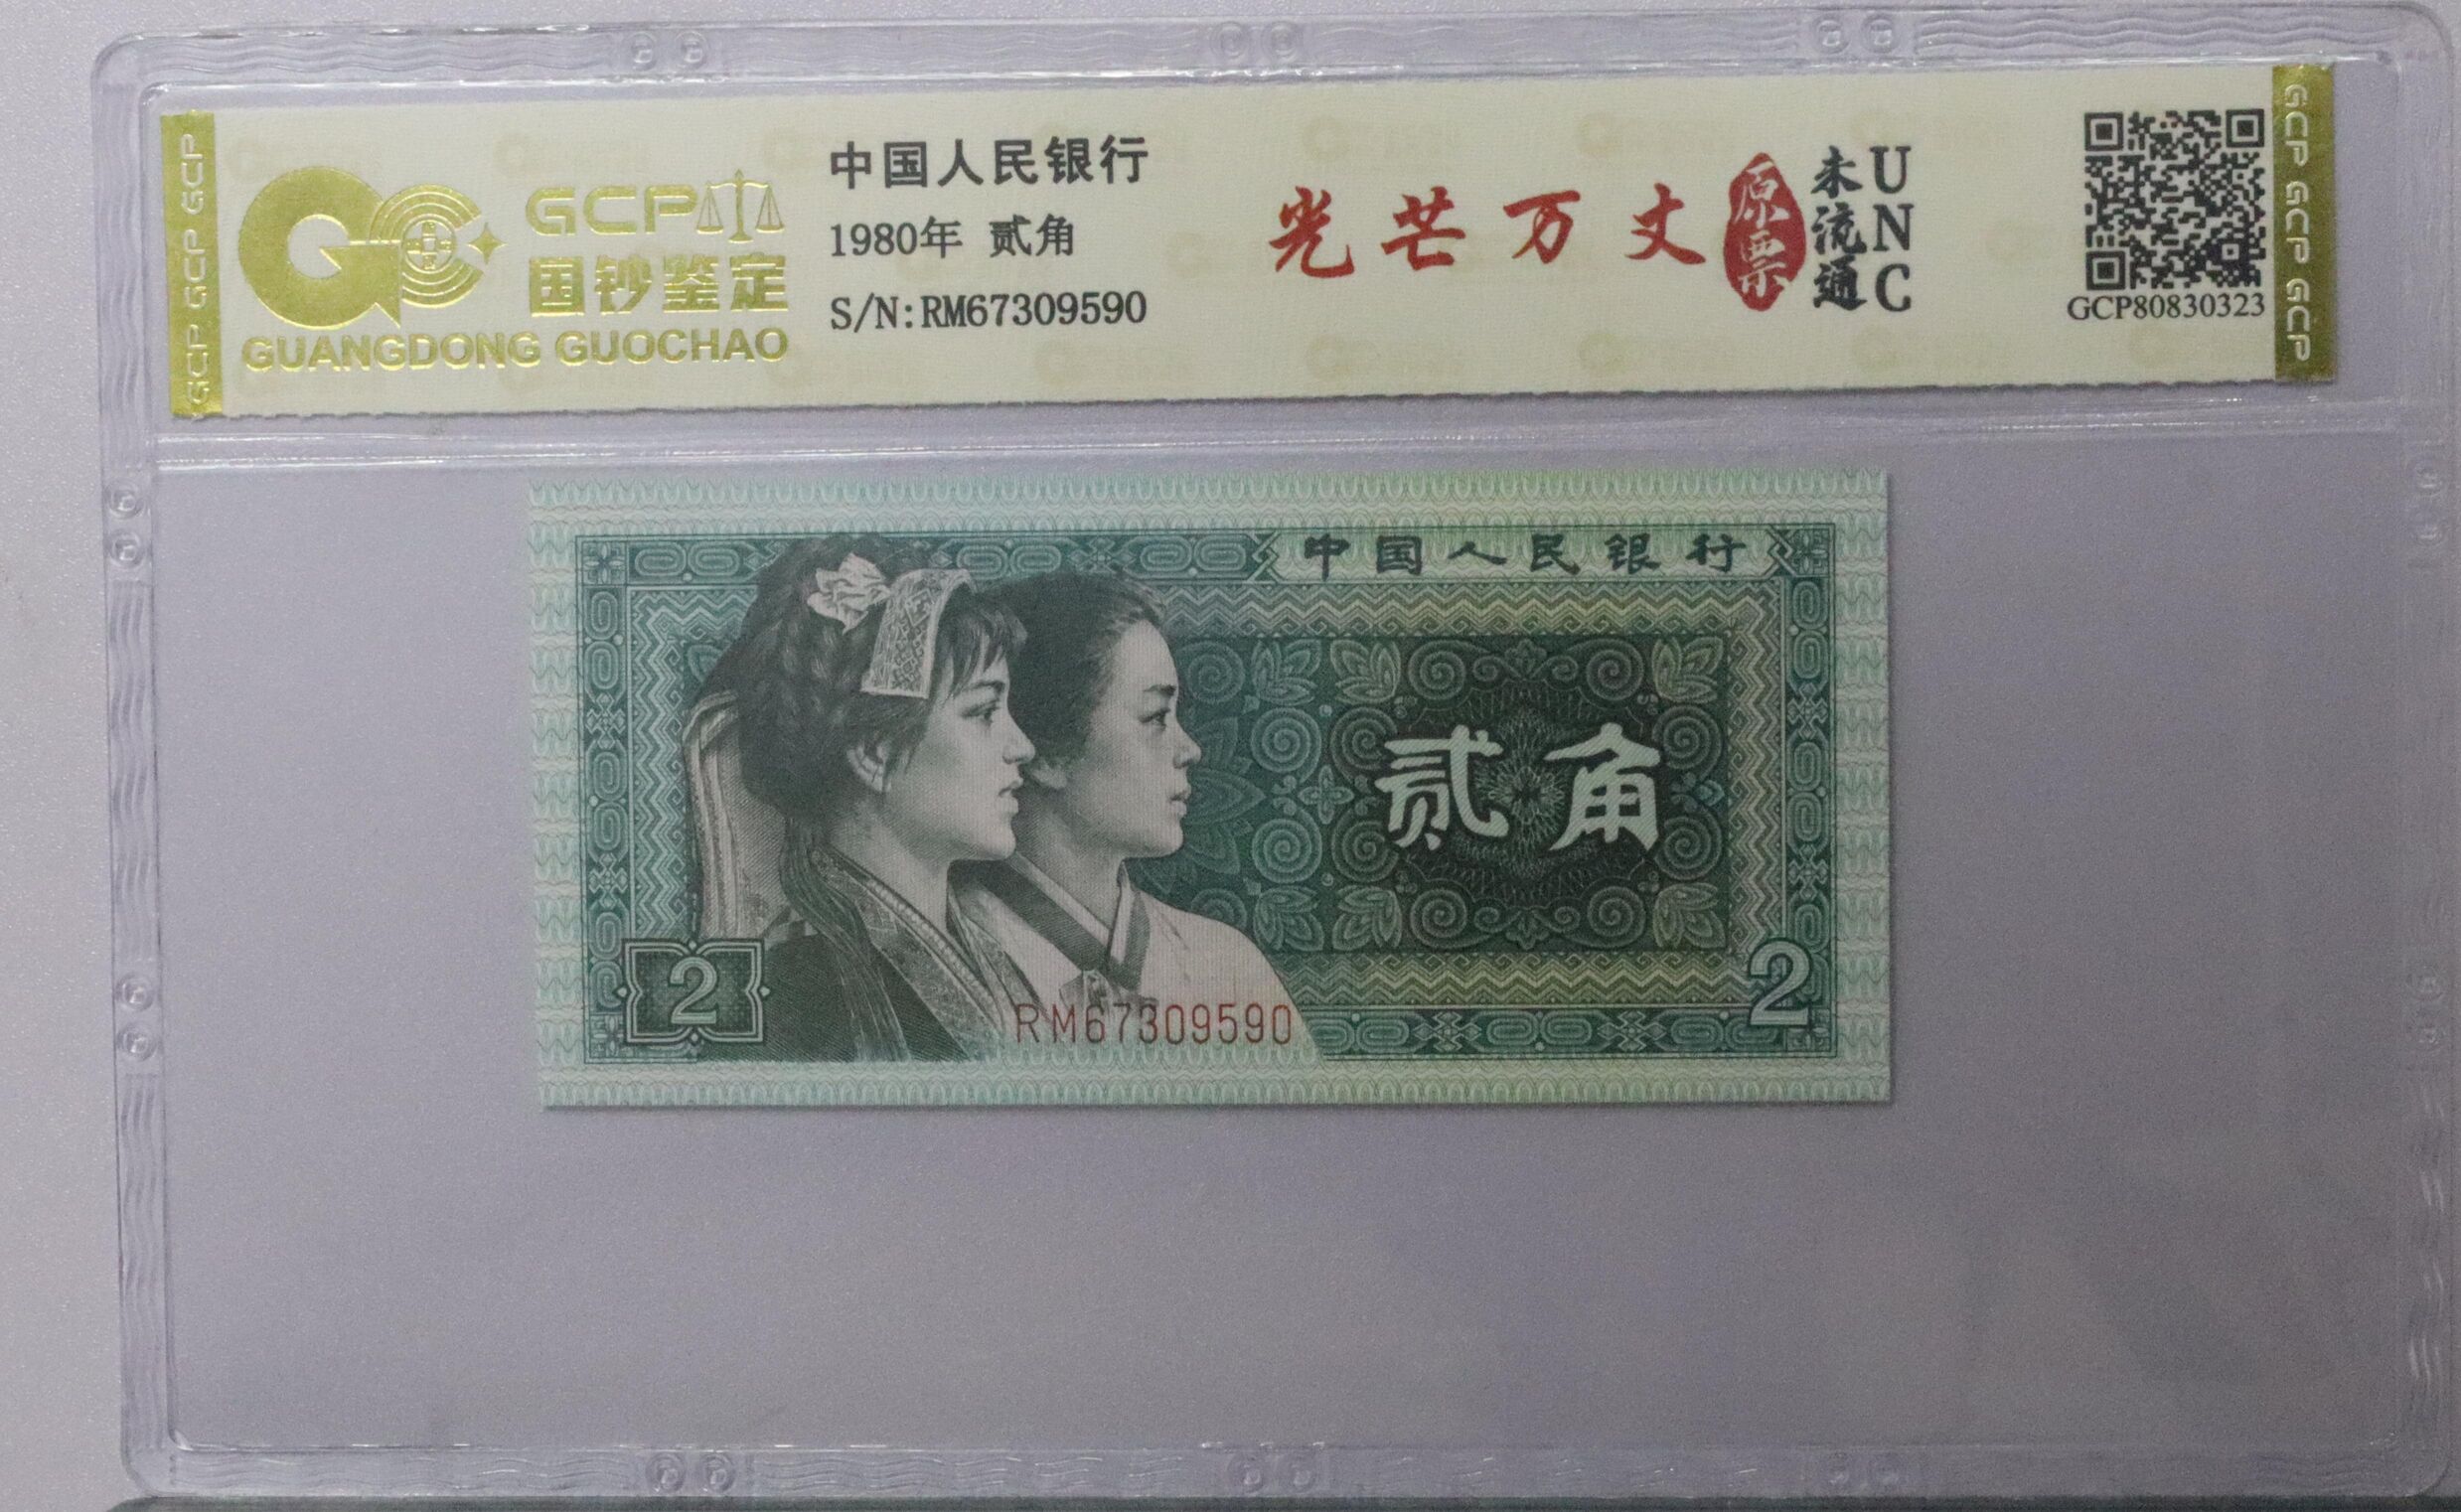 GCP GCP GCP
GCP
国钞鉴定
GUANGDONG GUOCHAO
中国人民银行
1980年 贰角
S/N:RM67309590
光芒万丈
原票
未流通
UNC
GCP80830323
GCP GCP GCP
中国人民银行
贰角
2
RM67309590
2